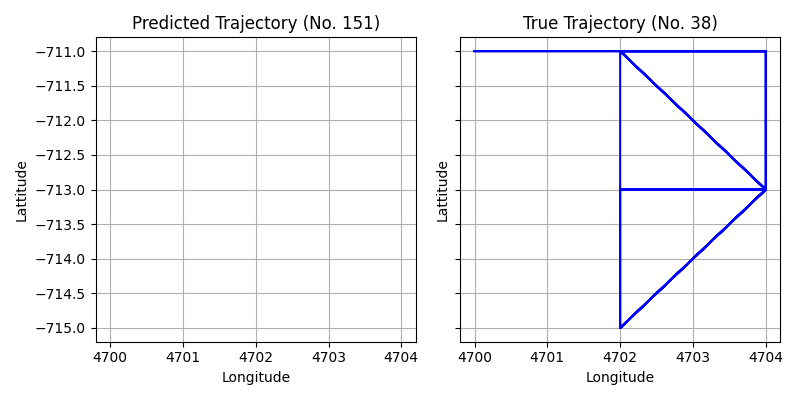 Predicted Trajectory (No. 151)
True Trajectory (No. 38)
−711.0
−711.5
−712.0
−712.5
−713.0
−713.5
−714.0
−714.5
−715.0
Lattitude
Lattitude
4700 4701 4702 4703 4704
4700 4701 4702 4703 4704
Longitude
Longitude